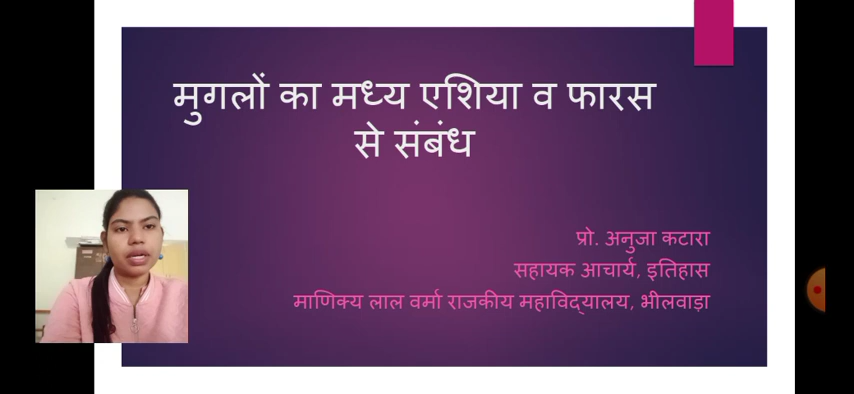 मुगलों का मध्य एशिया व फारस
से संबंध
प्रो. अनुजा कटारा
सहायक आचार्य, इतिहास
माणिक्य लाल वर्मा राजकीय महाविद्यालय, भीलवाड़ा